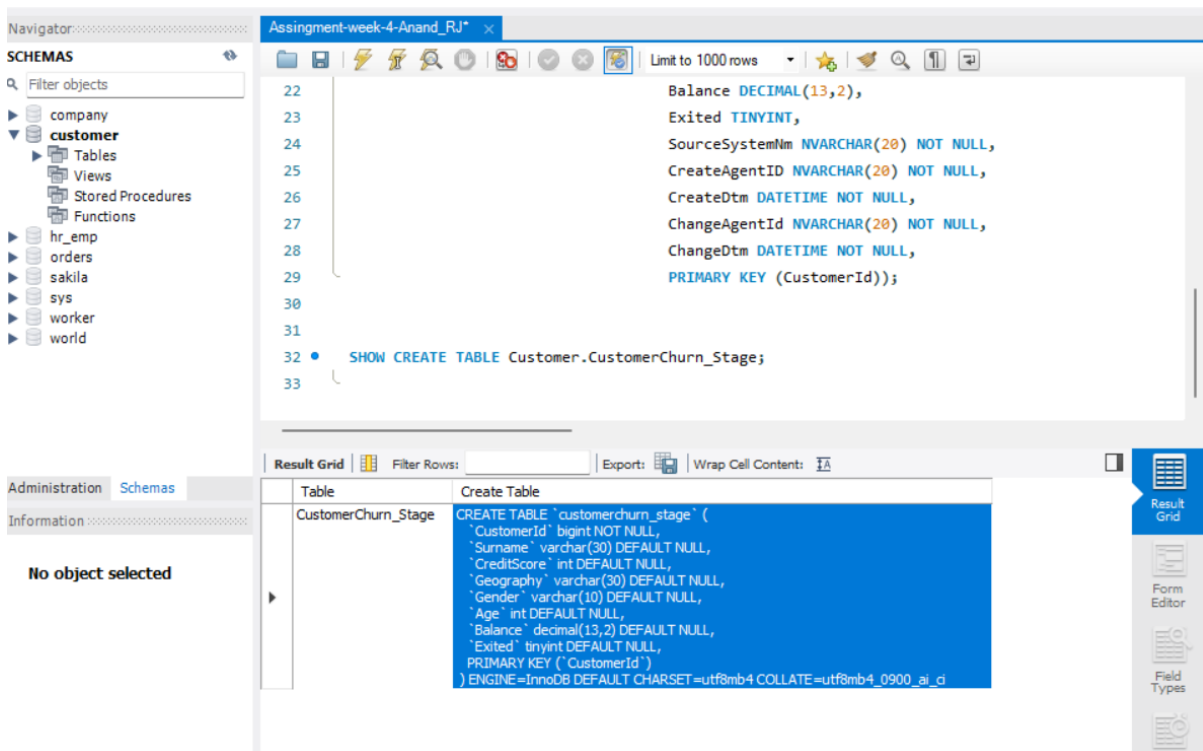 Navigator
SCHEMAS
Filter objects
company
customer
Tables
Views
Stored Procedures
Functions
hr_emp
orders
sakila
sys
worker
world
Administration Schemas
Information
No object selected
Assingment-week-4-Anand_RJ*
Limit to 1000 rows
22 Balance DECIMAL(13,2),
23 Exited TINYINT,
24 SourceSystemNm NVARCHAR(20) NOT NULL,
25 CreateAgentID NVARCHAR(20) NOT NULL,
26 CreateDtm DATETIME NOT NULL,
27 ChangeAgentId NVARCHAR(20) NOT NULL,
28 ChangeDtm DATETIME NOT NULL,
29 PRIMARY KEY (CustomerId));
30
31
32 SHOW CREATE TABLE Customer.CustomerChurn_Stage;
33
Result Grid Filter Rows: Export: Wrap Cell Content: IA
Table Create Table
CustomerChurn_Stage CREATE TABLE `customerchurn_stage` (
`CustomerId` bigint NOT NULL,
`Surname` varchar(30) DEFAULT NULL,
`CreditScore` int DEFAULT NULL,
`Geography` varchar(30) DEFAULT NULL,
`Gender` varchar(10) DEFAULT NULL,
`Age` int DEFAULT NULL,
`Balance` decimal(13,2) DEFAULT NULL,
`Exited` tinyint DEFAULT NULL,
PRIMARY KEY (`CustomerId`)
) ENGINE=InnoDB DEFAULT CHARSET=utf8mb4 COLLATE=utf8mb4_0900_ai_ci
Result
Grid
Form
Editor
Field
Types